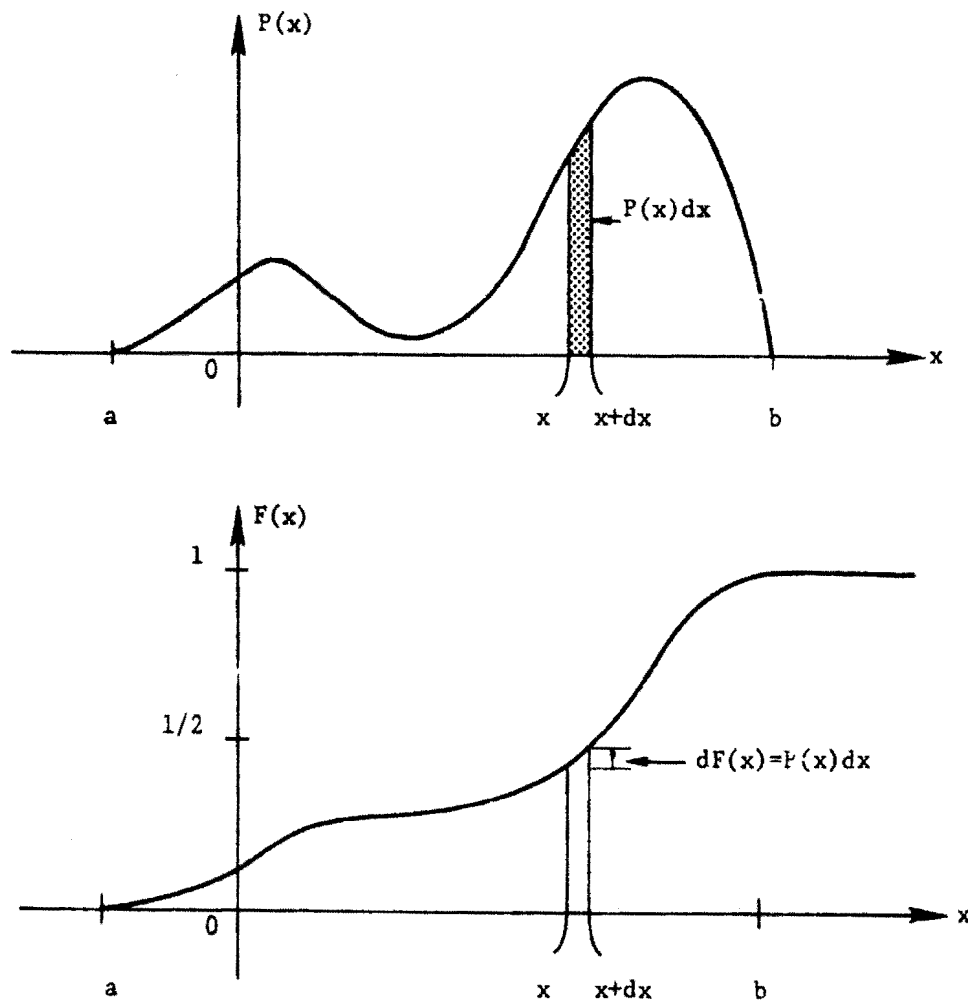 P(x)
P(x)dx
0
x
a
x
x+dx
b
F(x)
1
1/2
dF(x)=P(x)dx
0
x
a
x
x+dx
b